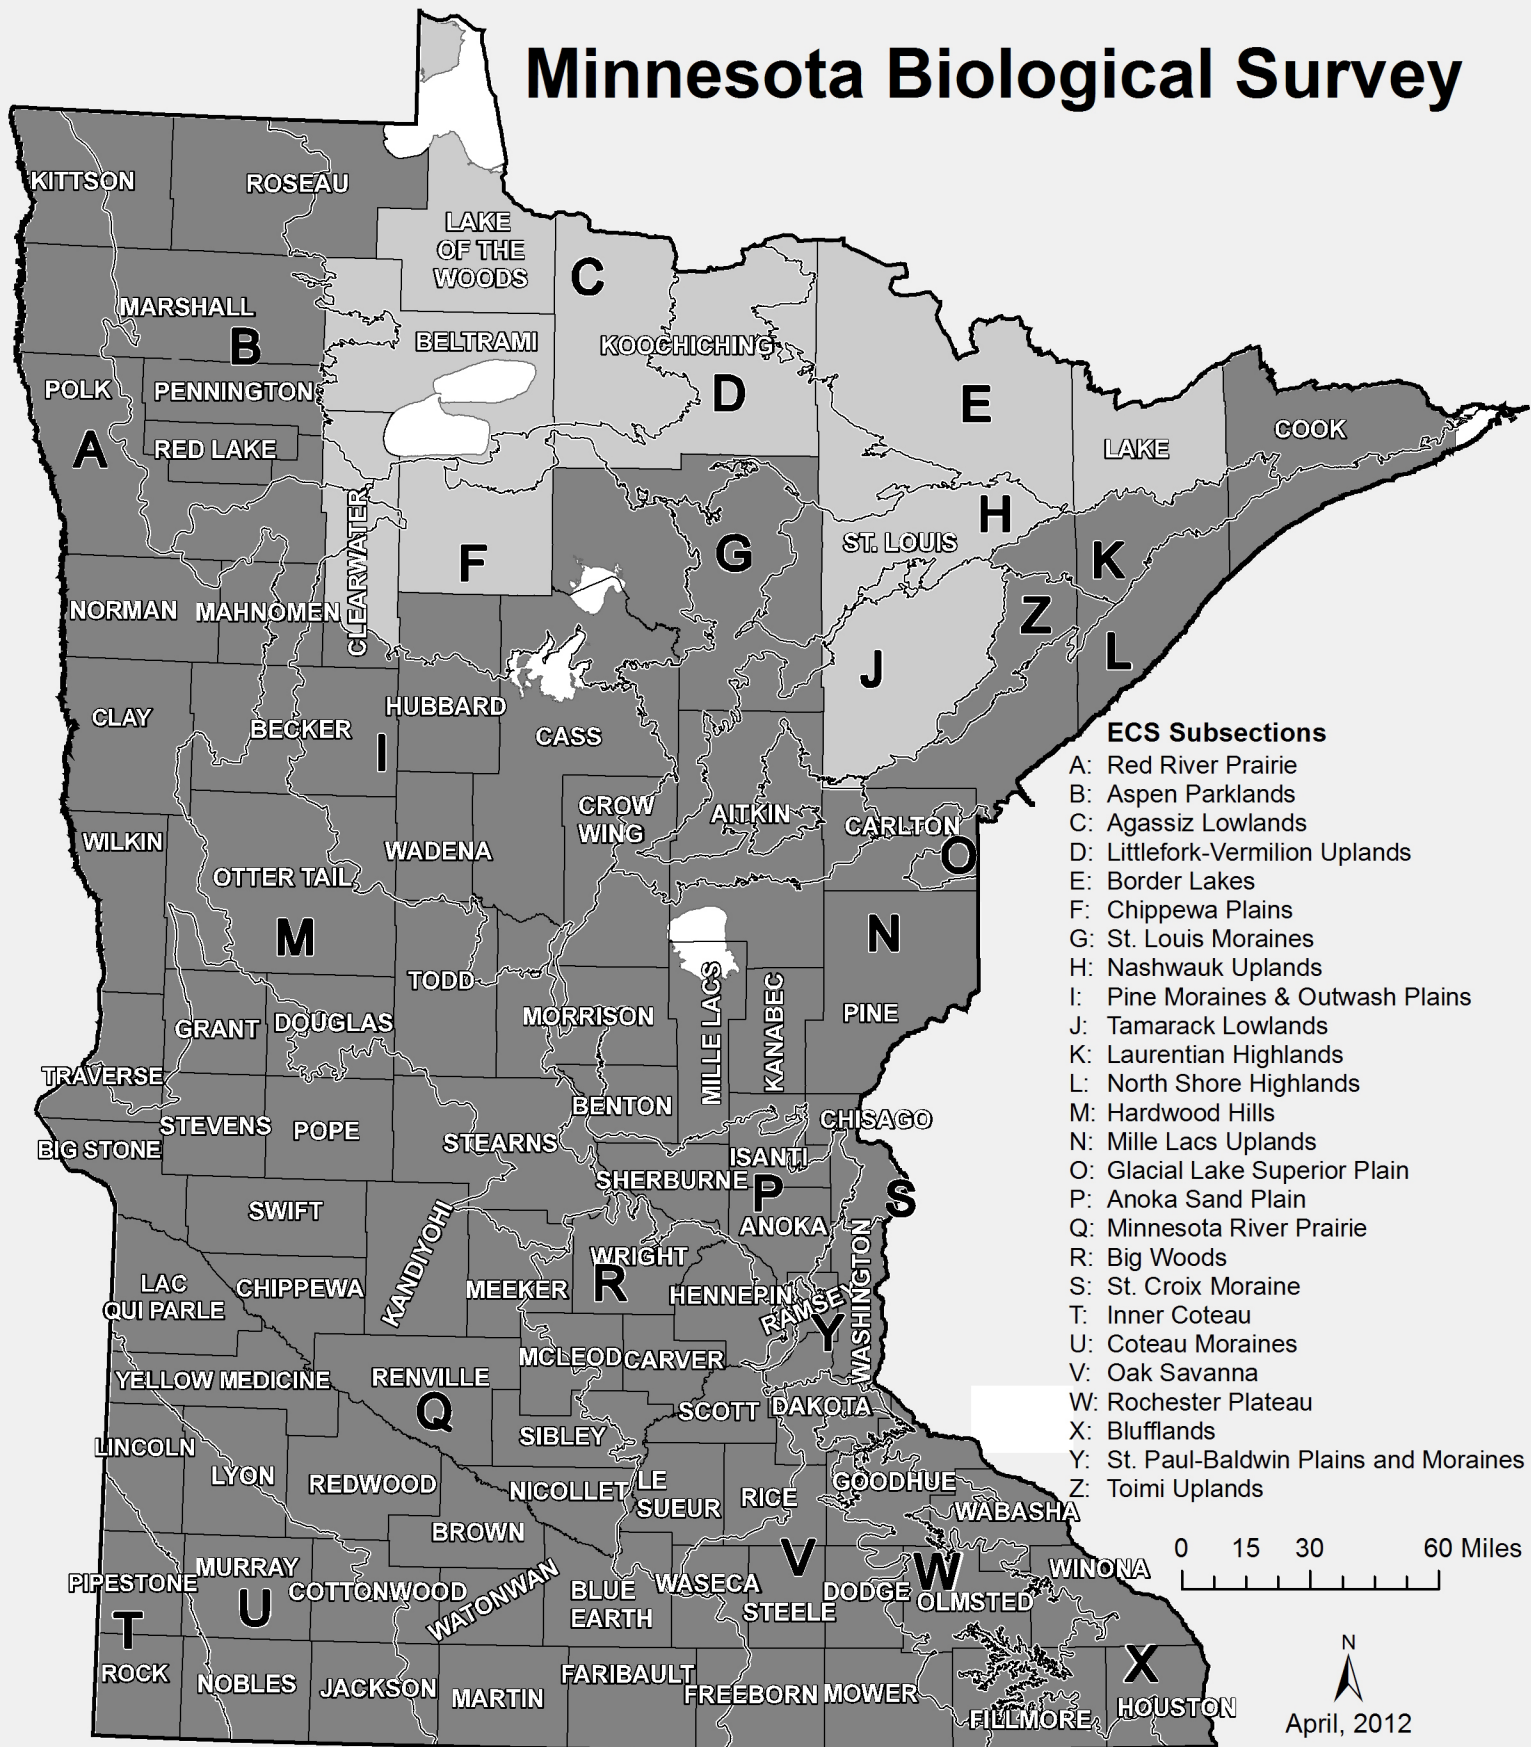 Minnesota Biological Survey
KITTSON
ROSEAU
LAKE
OF THE
WOODS
C
MARSHALL
B
BELTRAMI
KOOCHICHING
POLK
PENNINGTON
D
E
A
RED LAKE
LAKE
COOK
CLEARWATER
F
G
H
ST. LOUIS
K
NORMAN
MAHNOMEN
Z
L
J
CLAY
BECKER
I
HUBBARD
CASS
WILKIN
OTTER TAIL
WADENA
CROW
WING
AITKIN
CARLTON
O
M
N
TODD
GRANT
DOUGLAS
MORRISON
MILLE LACS
KANABEC
PINE
TRAVERSE
STEVENS
POPE
BENTON
CHISAGO
BIG STONE
STEARNS
ISANTI
SHERBURNE
P
S
SWIFT
KANDIYOHI
ANOKA
WRIGHT
R
LAC
QUI PARLE
CHIPPEWA
MEEKER
HENNEPIN
RAMSEY
WASHINGTON
Y
MCLEOD
CARVER
YELLOW MEDICINE
RENVILLE
Q
SCOTT
DAKOTA
SIBLEY
LINCOLN
LYON
REDWOOD
NICOLLET
LE
SUEUR
RICE
GOODHUE
WABASHA
BROWN
V
W
WINONA
PIPESTONE
MURRAY
COTTONWOOD
WATONWAN
BLUE
EARTH
WASECA
STEELE
DODGE
OLMSTED
T
U
X
ROCK
NOBLES
JACKSON
MARTIN
FARIBAULT
FREEBORN
MOWER
FILLMORE
HOUSTON
ECS Subsections
A: Red River Prairie
B: Aspen Parklands
C: Agassiz Lowlands
D: Littlefork-Vermilion Uplands
E: Border Lakes
F: Chippewa Plains
G: St. Louis Moraines
H: Nashwauk Uplands
I: Pine Moraines & Outwash Plains
J: Tamarack Lowlands
K: Laurentian Highlands
L: North Shore Highlands
M: Hardwood Hills
N: Mille Lacs Uplands
O: Glacial Lake Superior Plain
P: Anoka Sand Plain
Q: Minnesota River Prairie
R: Big Woods
S: St. Croix Moraine
T: Inner Coteau
U: Coteau Moraines
V: Oak Savanna
W: Rochester Plateau
X: Blufflands
Y: St. Paul-Baldwin Plains and Moraines
Z: Toimi Uplands
0 15 30 60 Miles
N
April, 2012